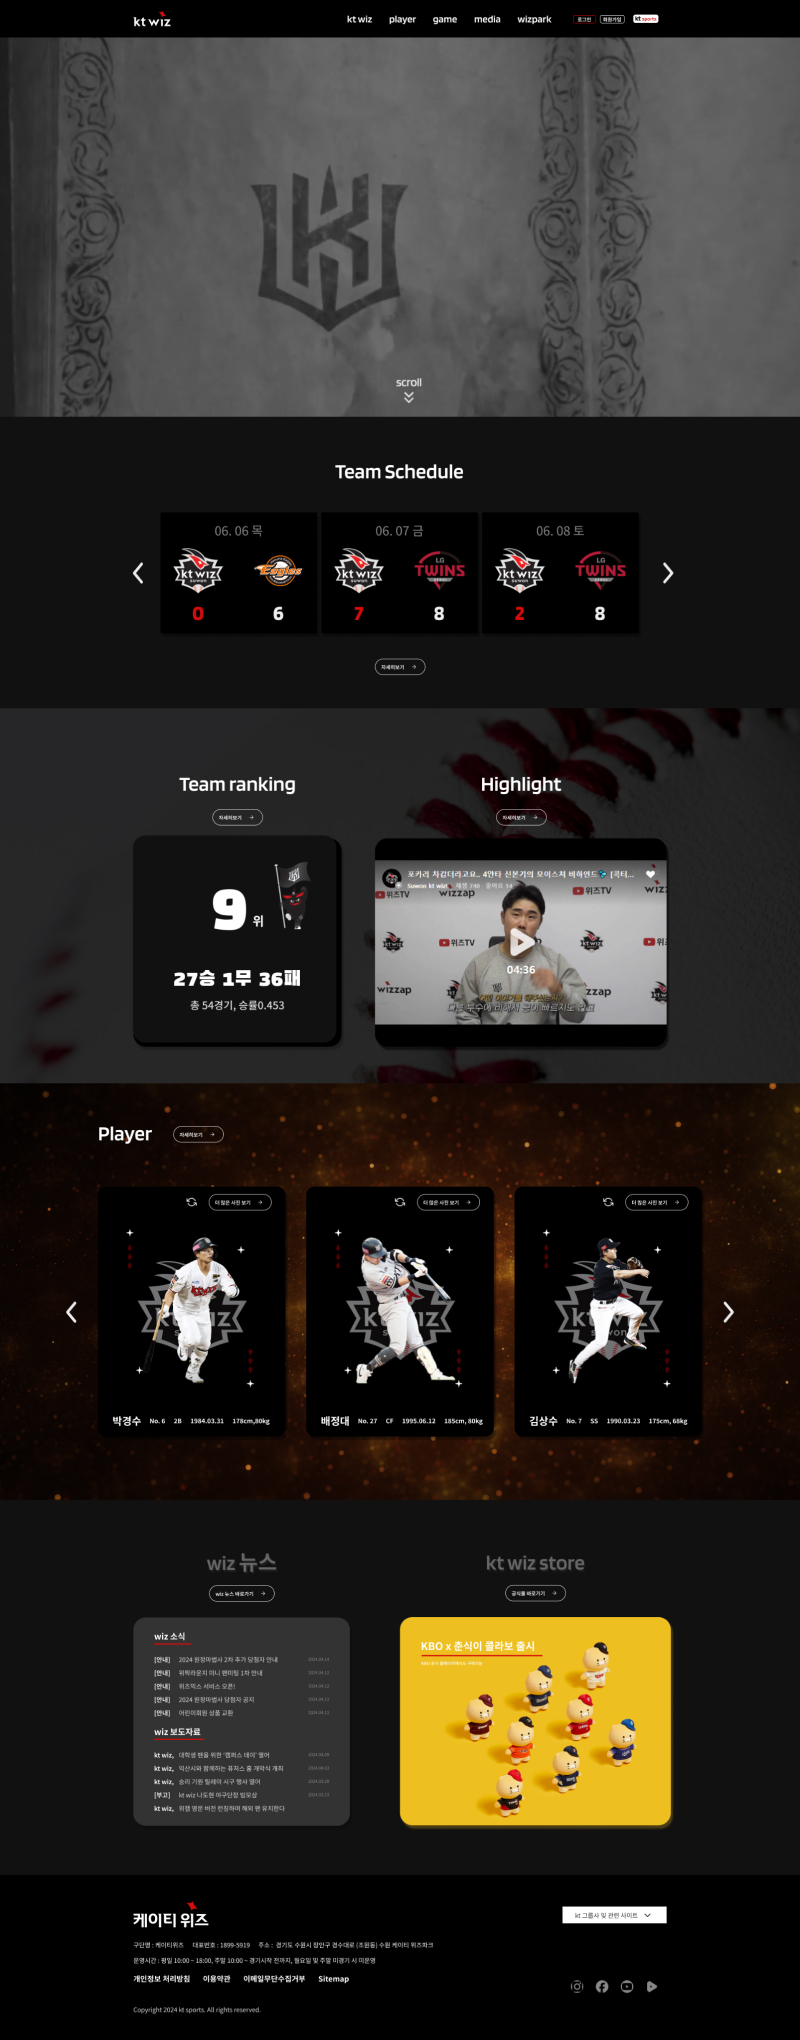 kt wiz
kt wiz player game media wizpark 로그인 회원가입 kt sports
scroll
Team Schedule
06. 06 목 06. 07 금 06. 08 토
kt wiz suwon Eagles kt wiz suwon LG TWINS kt wiz suwon LG TWINS
0 6 7 8 2 8
자세히보기
Team ranking Highlight
자세히보기 자세히보기
9 위
27승 1무 36패
총 54경기, 승률0.453
포카리 차감더라고요.. 4안타 신본기의 모이스처 비하인드
Suwon kt wiz
위즈TV
wizzap
위즈TV
04:36
Player 자세히보기
더 많은 사진 보기 더 많은 사진 보기 더 많은 사진 보기
박경수 No. 6 2B 1984.03.31 178cm,80kg
배정대 No. 27 CF 1995.06.12 185cm, 80kg
김상수 No. 7 SS 1990.03.23 175cm, 68kg
wiz 뉴스 kt wiz store
wiz 뉴스 바로가기 공식몰 바로가기
wiz 소식
[안내] 2024 원정마법사 2차 추가 당첨자 안내
[안내] 위팍라운지 미니 팬미팅 1차 안내
[안내] 위즈믹스 서비스 오픈!
[안내] 2024 원정마법사 당첨자 공지
[안내] 어린이회원 상품 교환
wiz 보도자료
kt wiz, 대학생 팬을 위한 '캠퍼스 데이' 열어
kt wiz, 익산시와 함께하는 퓨처스 홈 개막식 개최
kt wiz, 승리 기원 릴레이 시구 행사 열어
[부고] kt wiz 나도현 야구단장 빙모상
kt wiz, 위잽 영문 버전 런칭하며 해외 팬 유치한다
KBO x 춘식이 콜라보 출시
케이티 위즈
kt 그룹사 및 관련 사이트
구단명 : 케이티위즈 대표번호 : 1899-5919 주소 : 경기도 수원시 장안구 경수대로 (조원동) 수원 케이티 위즈파크
운영시간 : 평일 10:00 ~ 18:00, 주말 10:00 ~ 경기시작 전까지, 월요일 및 주말 미경기 시 미운영
개인정보 처리방침 이용약관 이메일무단수집거부 Sitemap
Copyright 2024 kt sports. All rights reserved.